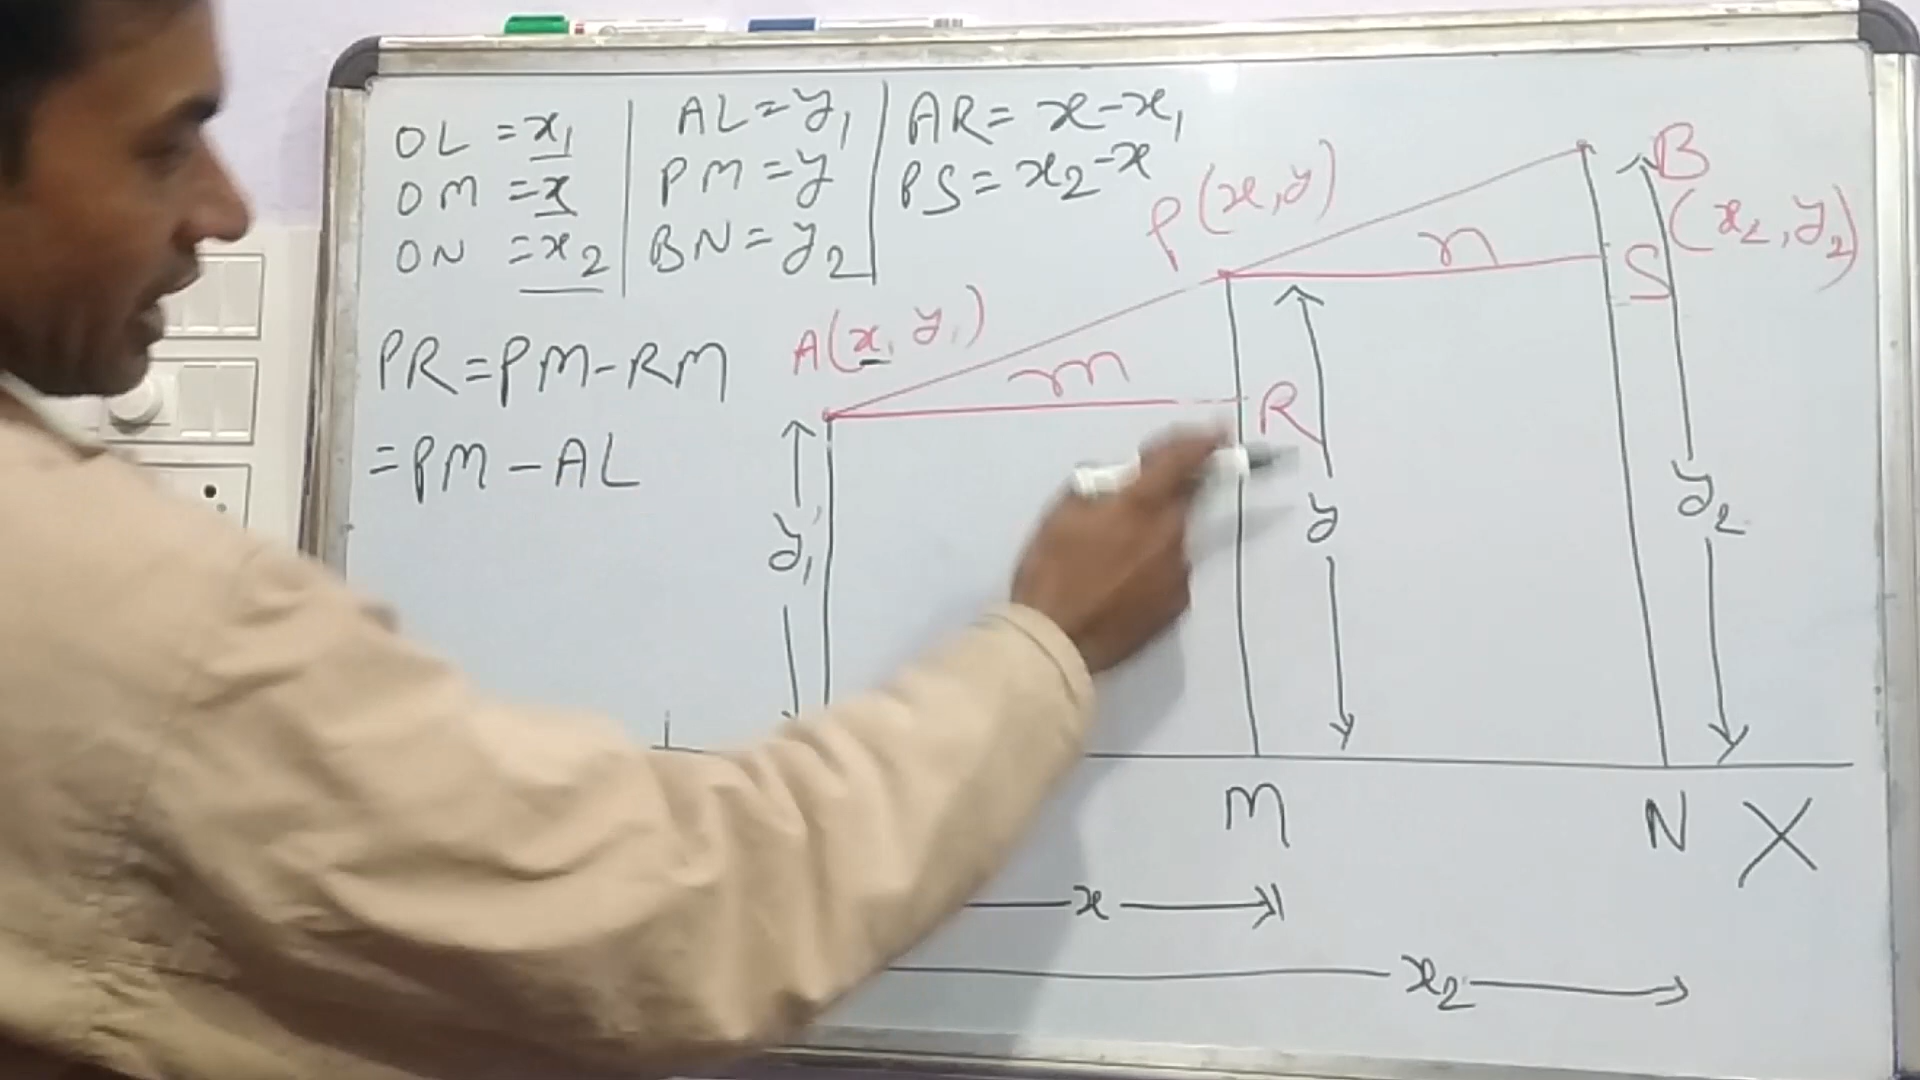 OL = x₁
OM = x
ON = x₂
AL = y₁
PM = y
BN = y₂
AR = x - x₁
PS = x₂ - x
PR = PM - RM
= PM - AL
A(x₁ y₁)
P(x,y)
B
(x₂, y₂)
m
n
R
S
y₁
y
y₂
M
N
X
x
x₂